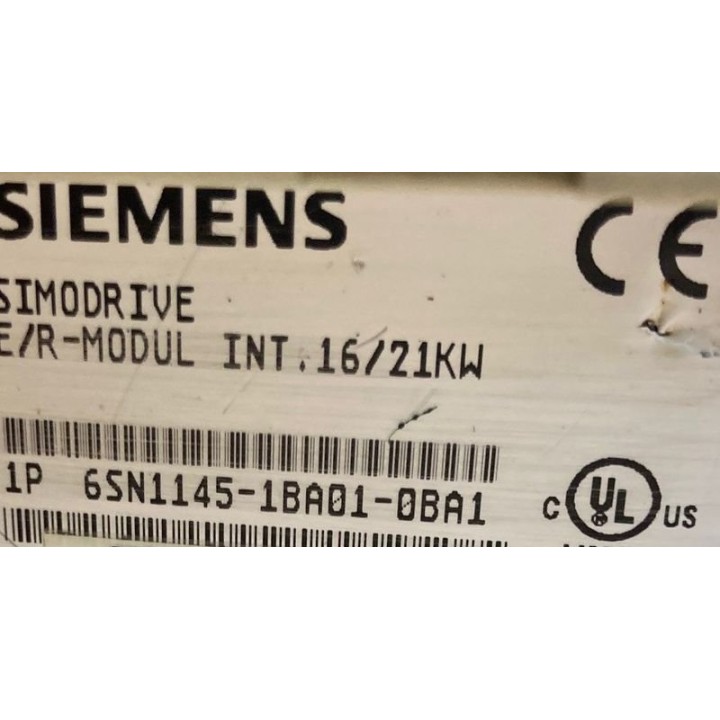 SIEMENS
CE
SIMODRIVE
E/R-MODUL INT.16/21KW
1P 6SN1145-1BA01-0BA1
C UL US